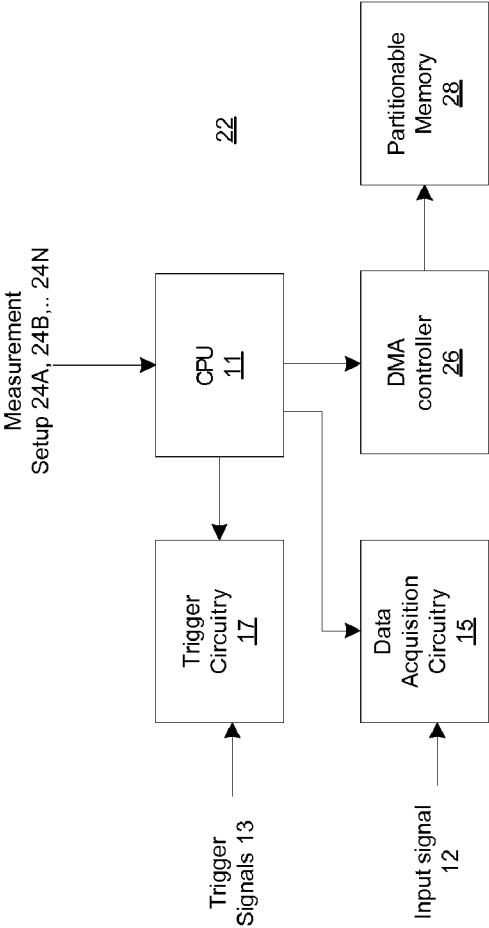 Measurement
Setup 24A, 24B,.. 24N
22
Trigger
Signals 13
Trigger
Circuitry
17
CPU
11
Input signal
12
Data
Acquisition
Circuitry
15
DMA
controller
26
Partitionable
Memory
28